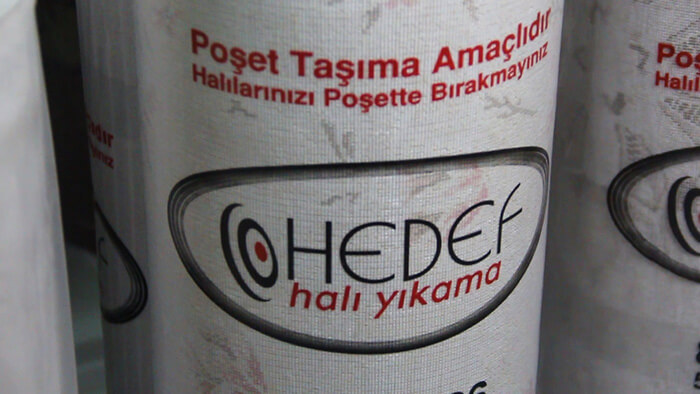 Poşet Taşıma Amaçlıdır
Halılarınızı Poşette Bırakmayınız
HEDEF
halı yıkama